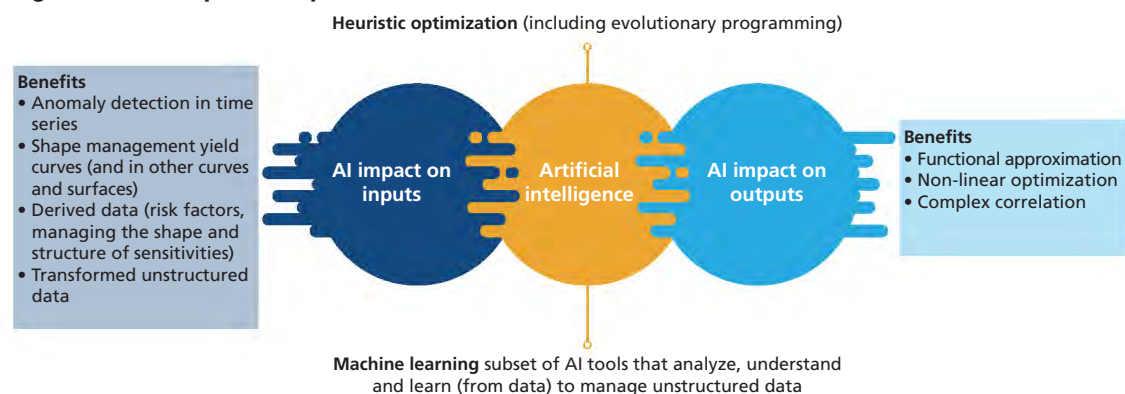 Heuristic optimization (including evolutionary programming)
Benefits
• Anomaly detection in time
series
• Shape management yield
curves (and in other curves
and surfaces)
• Derived data (risk factors,
managing the shape and
structure of sensitivities)
• Transformed unstructured
data
AI impact on
inputs
Artificial
intelligence
AI impact on
outputs
Benefits
• Functional approximation
• Non-linear optimization
• Complex correlation
Machine learning subset of AI tools that analyze, understand
and learn (from data) to manage unstructured data